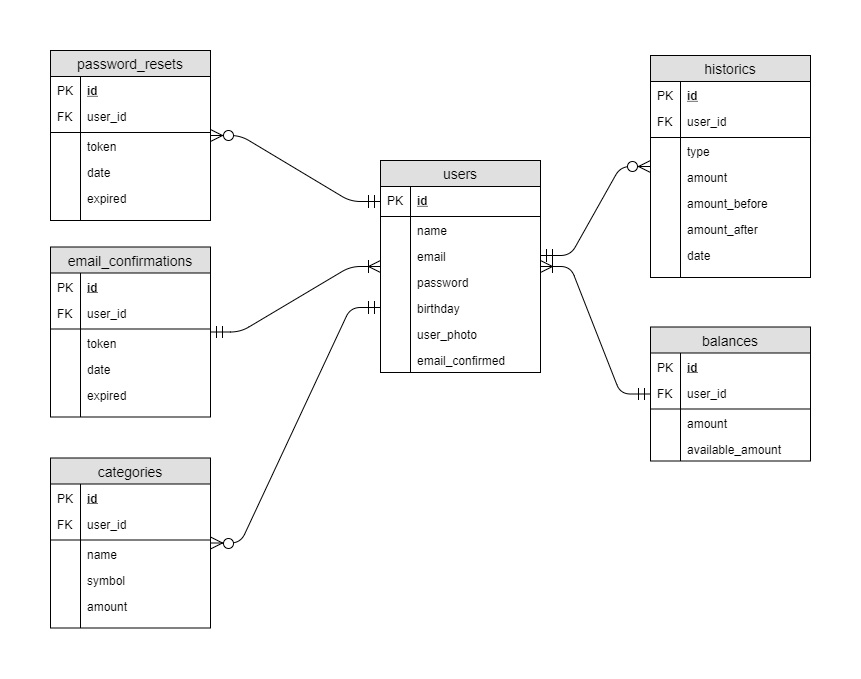 password_resets
PK id
FK user_id
token
date
expired
email_confirmations
PK id
FK user_id
token
date
expired
categories
PK id
FK user_id
name
symbol
amount
users
PK id
name
email
password
birthday
user_photo
email_confirmed
historics
PK id
FK user_id
type
amount
amount_before
amount_after
date
balances
PK id
FK user_id
amount
available_amount